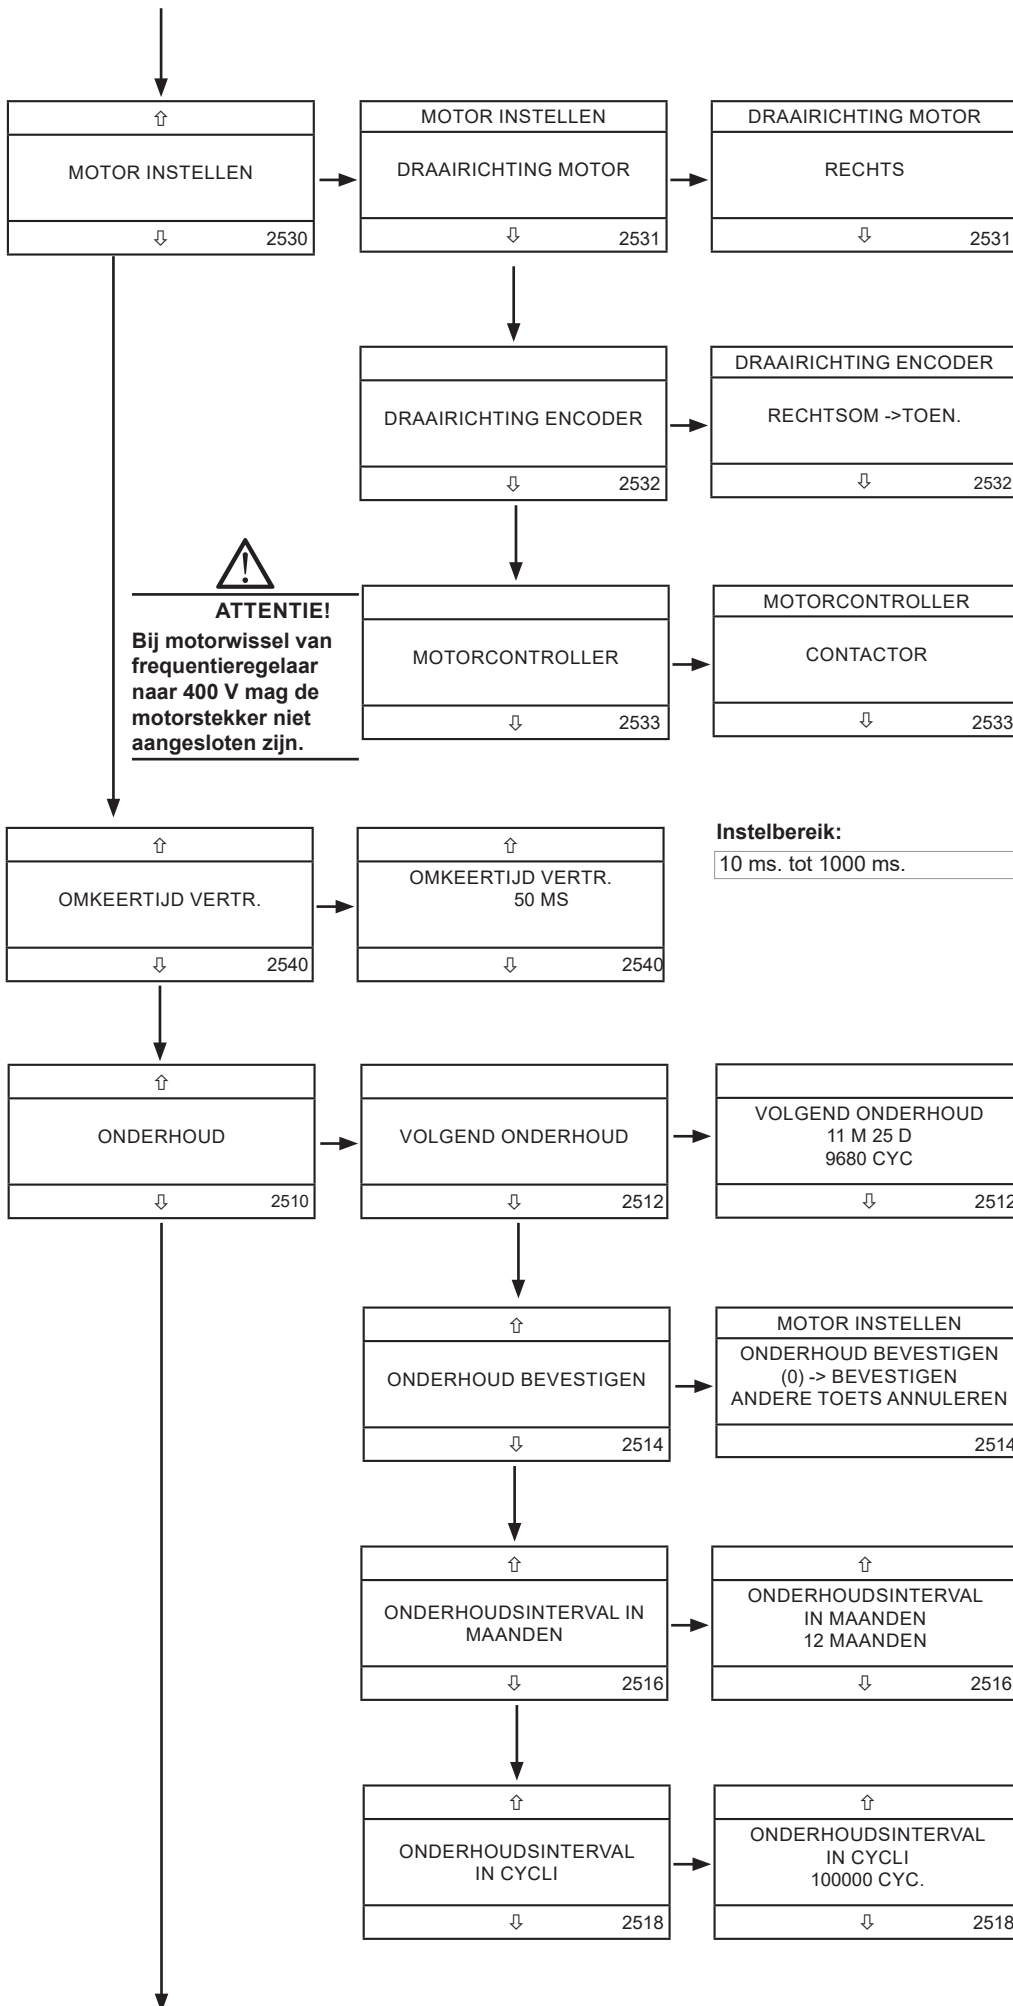 ⇧
MOTOR INSTELLEN
⇩ 2530
MOTOR INSTELLEN
DRAAIRICHTING MOTOR
⇩ 2531
DRAAIRICHTING MOTOR
RECHTS
⇩ 2531
DRAAIRICHTING ENCODER
⇩ 2532
DRAAIRICHTING ENCODER
RECHTSOM ->TOEN.
⇩ 2532
ATTENTIE!
Bij motorwissel van
frequentieregelaar
naar 400 V mag de
motorstekker niet
aangesloten zijn.
MOTORCONTROLLER
⇩ 2533
MOTORCONTROLLER
CONTACTOR
⇩ 2533
⇧
OMKEERTIJD VERTR.
⇩ 2540
⇧
OMKEERTIJD VERTR.
50 MS
⇩ 2540
Instelbereik:
10 ms. tot 1000 ms.
⇧
ONDERHOUD
⇩ 2510
VOLGEND ONDERHOUD
⇩ 2512
VOLGEND ONDERHOUD
11 M 25 D
9680 CYC
⇩ 2512
⇧
ONDERHOUD BEVESTIGEN
⇩ 2514
MOTOR INSTELLEN
ONDERHOUD BEVESTIGEN
(0) -> BEVESTIGEN
ANDERE TOETS ANNULEREN
2514
⇧
ONDERHOUDSINTERVAL IN
MAANDEN
⇩ 2516
⇧
ONDERHOUDSINTERVAL
IN MAANDEN
12 MAANDEN
⇩ 2516
⇧
ONDERHOUDSINTERVAL
IN CYCLI
⇩ 2518
⇧
ONDERHOUDSINTERVAL
IN CYCLI
100000 CYC.
⇩ 2518